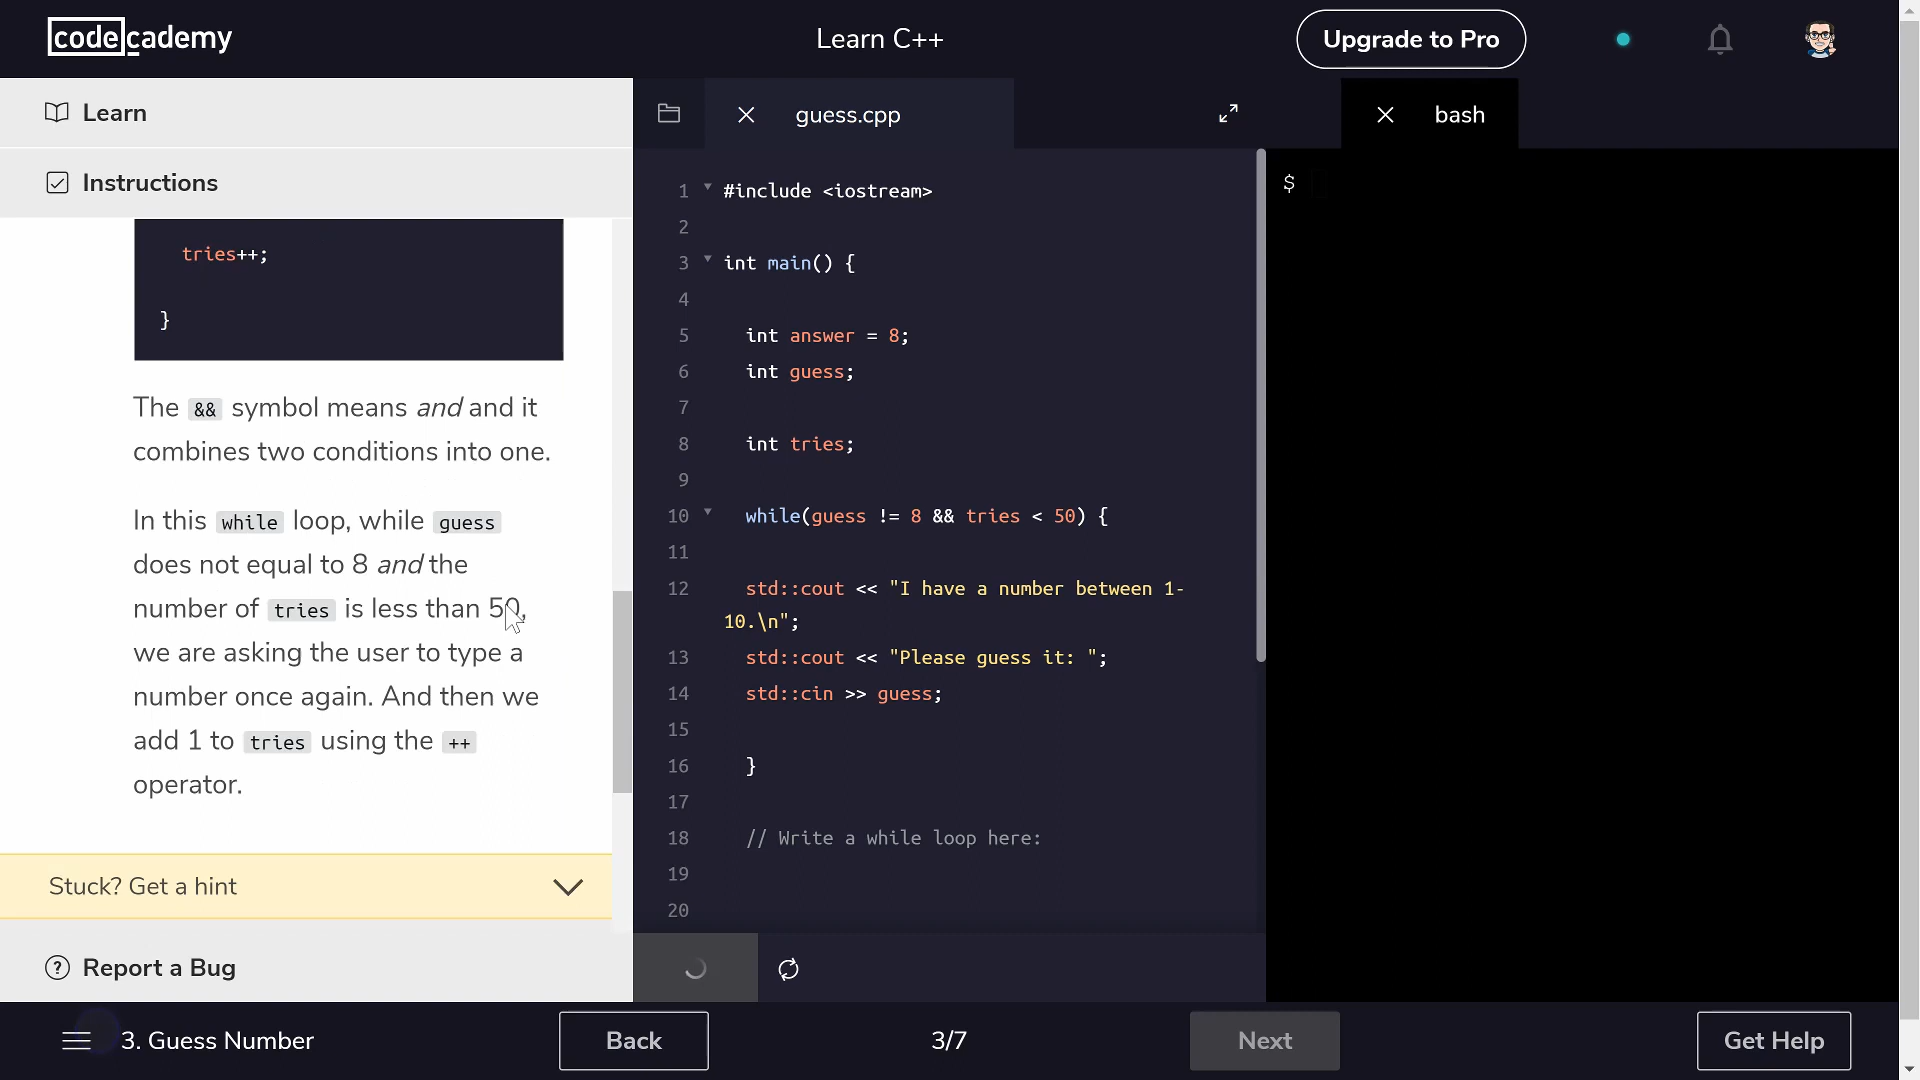 codecademy
Learn C++
Upgrade to Pro
Learn
Instructions
tries++;
}
The && symbol means and and it
combines two conditions into one.
In this while loop, while guess
does not equal to 8 and the
number of tries is less than 50,
we are asking the user to type a
number once again. And then we
add 1 to tries using the ++
operator.
Stuck? Get a hint
Report a Bug
guess.cpp
1 #include <iostream>
2
3 int main() {
4
5 int answer = 8;
6 int guess;
7
8 int tries;
9
10 while(guess != 8 && tries < 50) {
11
12 std::cout << "I have a number between 1-
10.\n";
13 std::cout << "Please guess it: ";
14 std::cin >> guess;
15
16 }
17
18 // Write a while loop here:
19
20
bash
$
3. Guess Number
Back
3/7
Next
Get Help